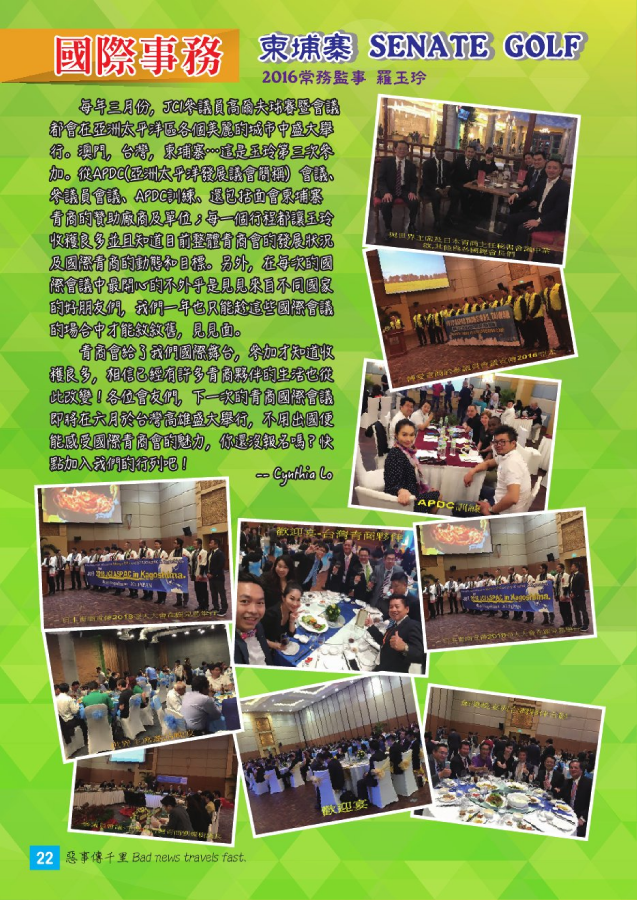 國際事務
柬埔寨 SENATE GOLF
2016常務監事 羅玉玲
每年三月份，JCI參議員高爾夫球賽暨會議
都會在亞洲太平洋區各個美麗的城市中盛大舉
行。澳門，台灣，柬埔寨…這是玉玲第三次參
加。從APDC(亞洲太平洋發展議會簡稱) 會議、
參議員會議、APDC訓練、還包括面會柬埔寨
青商的贊助廠商及單位；每一個行程都讓玉玲
收穫良多並且知道目前整體青商會的發展狀況
及國際青商的動態和目標。另外，在每次的國
際會議中最開心的不外乎是見見來自不同國家
的好朋友們，我們一年也只能趁這些國際會議
的場合中才能敘敘舊，見見面。
青商會給了我們國際舞台，參加才知道收
穫良多，相信已經有許多青商夥伴的生活也從
此改變！各位會友們，下一次的青商國際會議
即將在六月於台灣高雄盛大舉行，不用出國便
能感受國際青商會的魅力，你還沒報名嗎？快
點加入我們的行列吧！
-- Cynthia Lo
APDC訓練
歡迎宴-台灣青商夥伴
in Kagoshima.
in Kagoshima.
歡迎宴
22 惡事傳千里 Bad news travels fast.